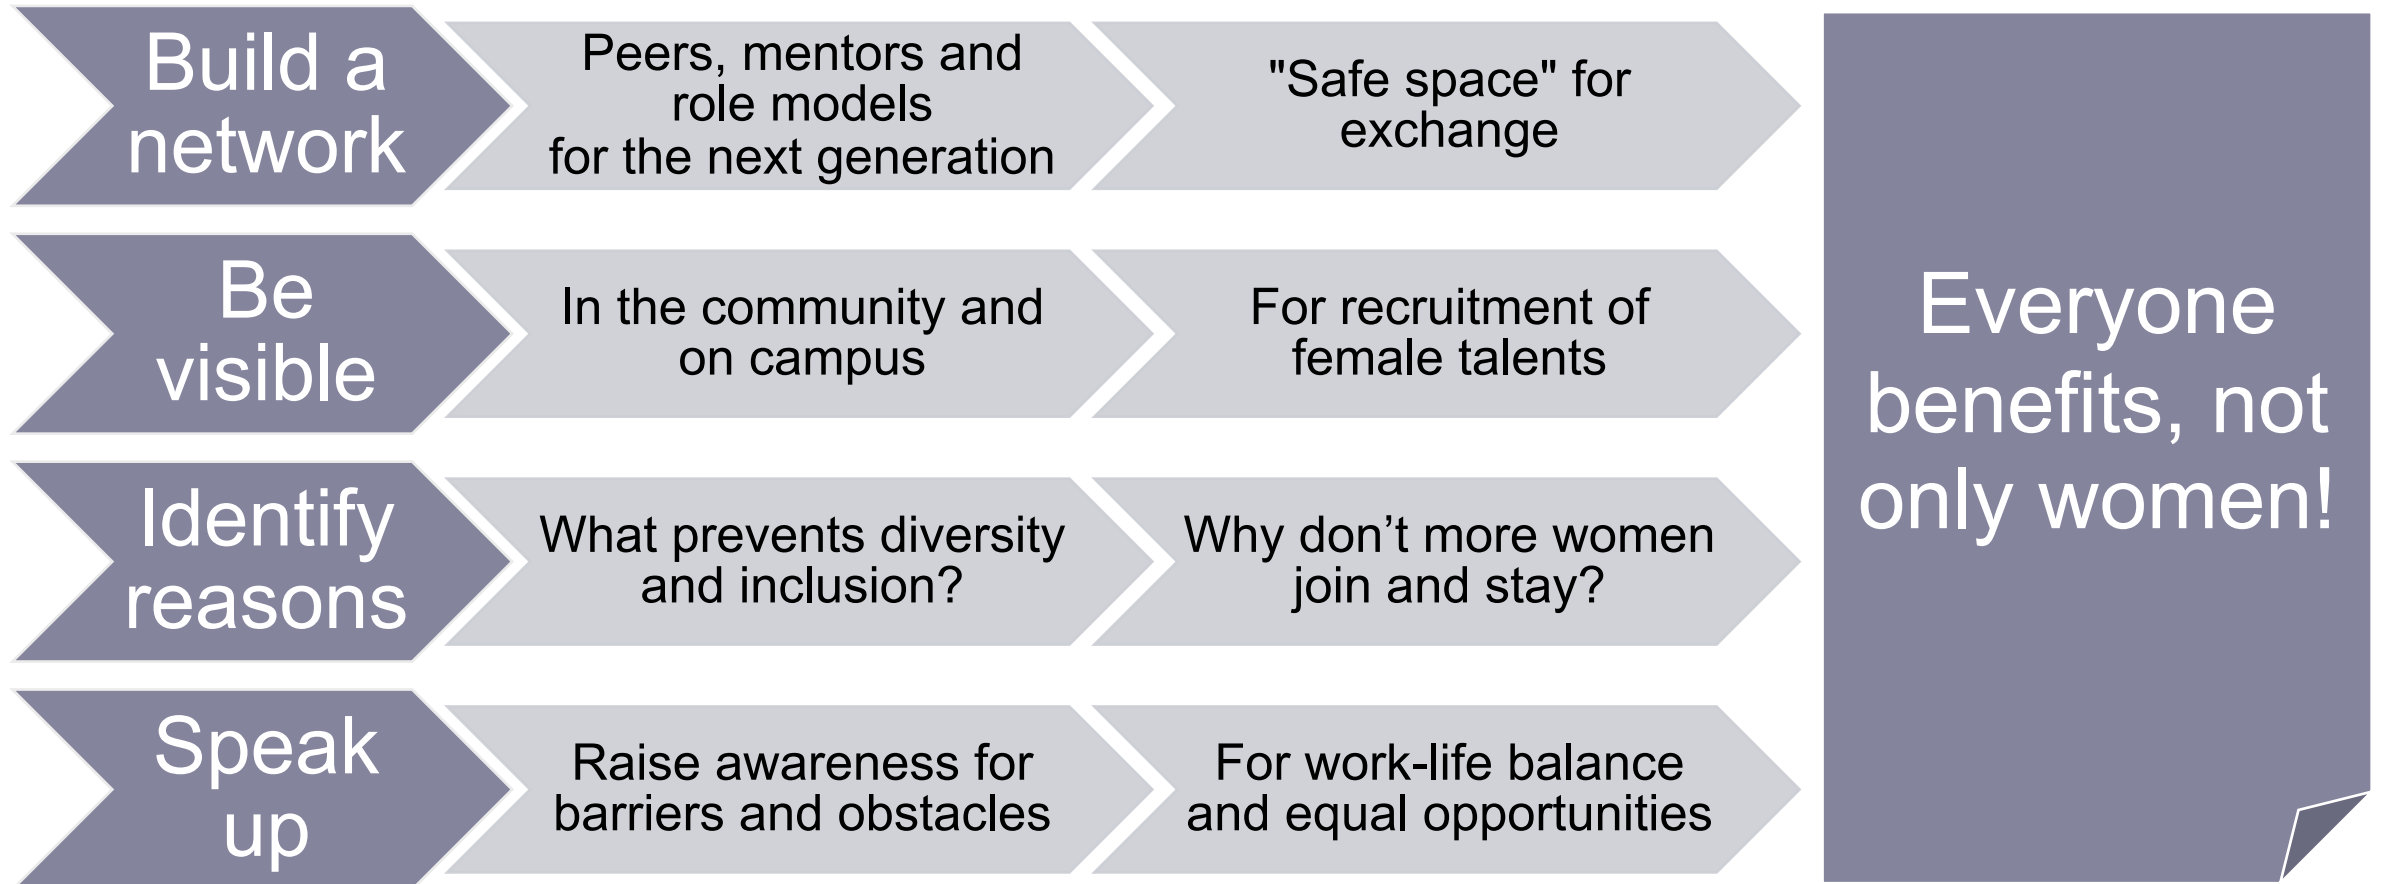 Build a
network
Peers, mentors and
role models
for the next generation
"Safe space" for
exchange
Be
visible
In the community and
on campus
For recruitment of
female talents
Identify
reasons
What prevents diversity
and inclusion?
Why don’t more women
join and stay?
Speak
up
Raise awareness for
barriers and obstacles
For work-life balance
and equal opportunities
Everyone
benefits, not
only women!